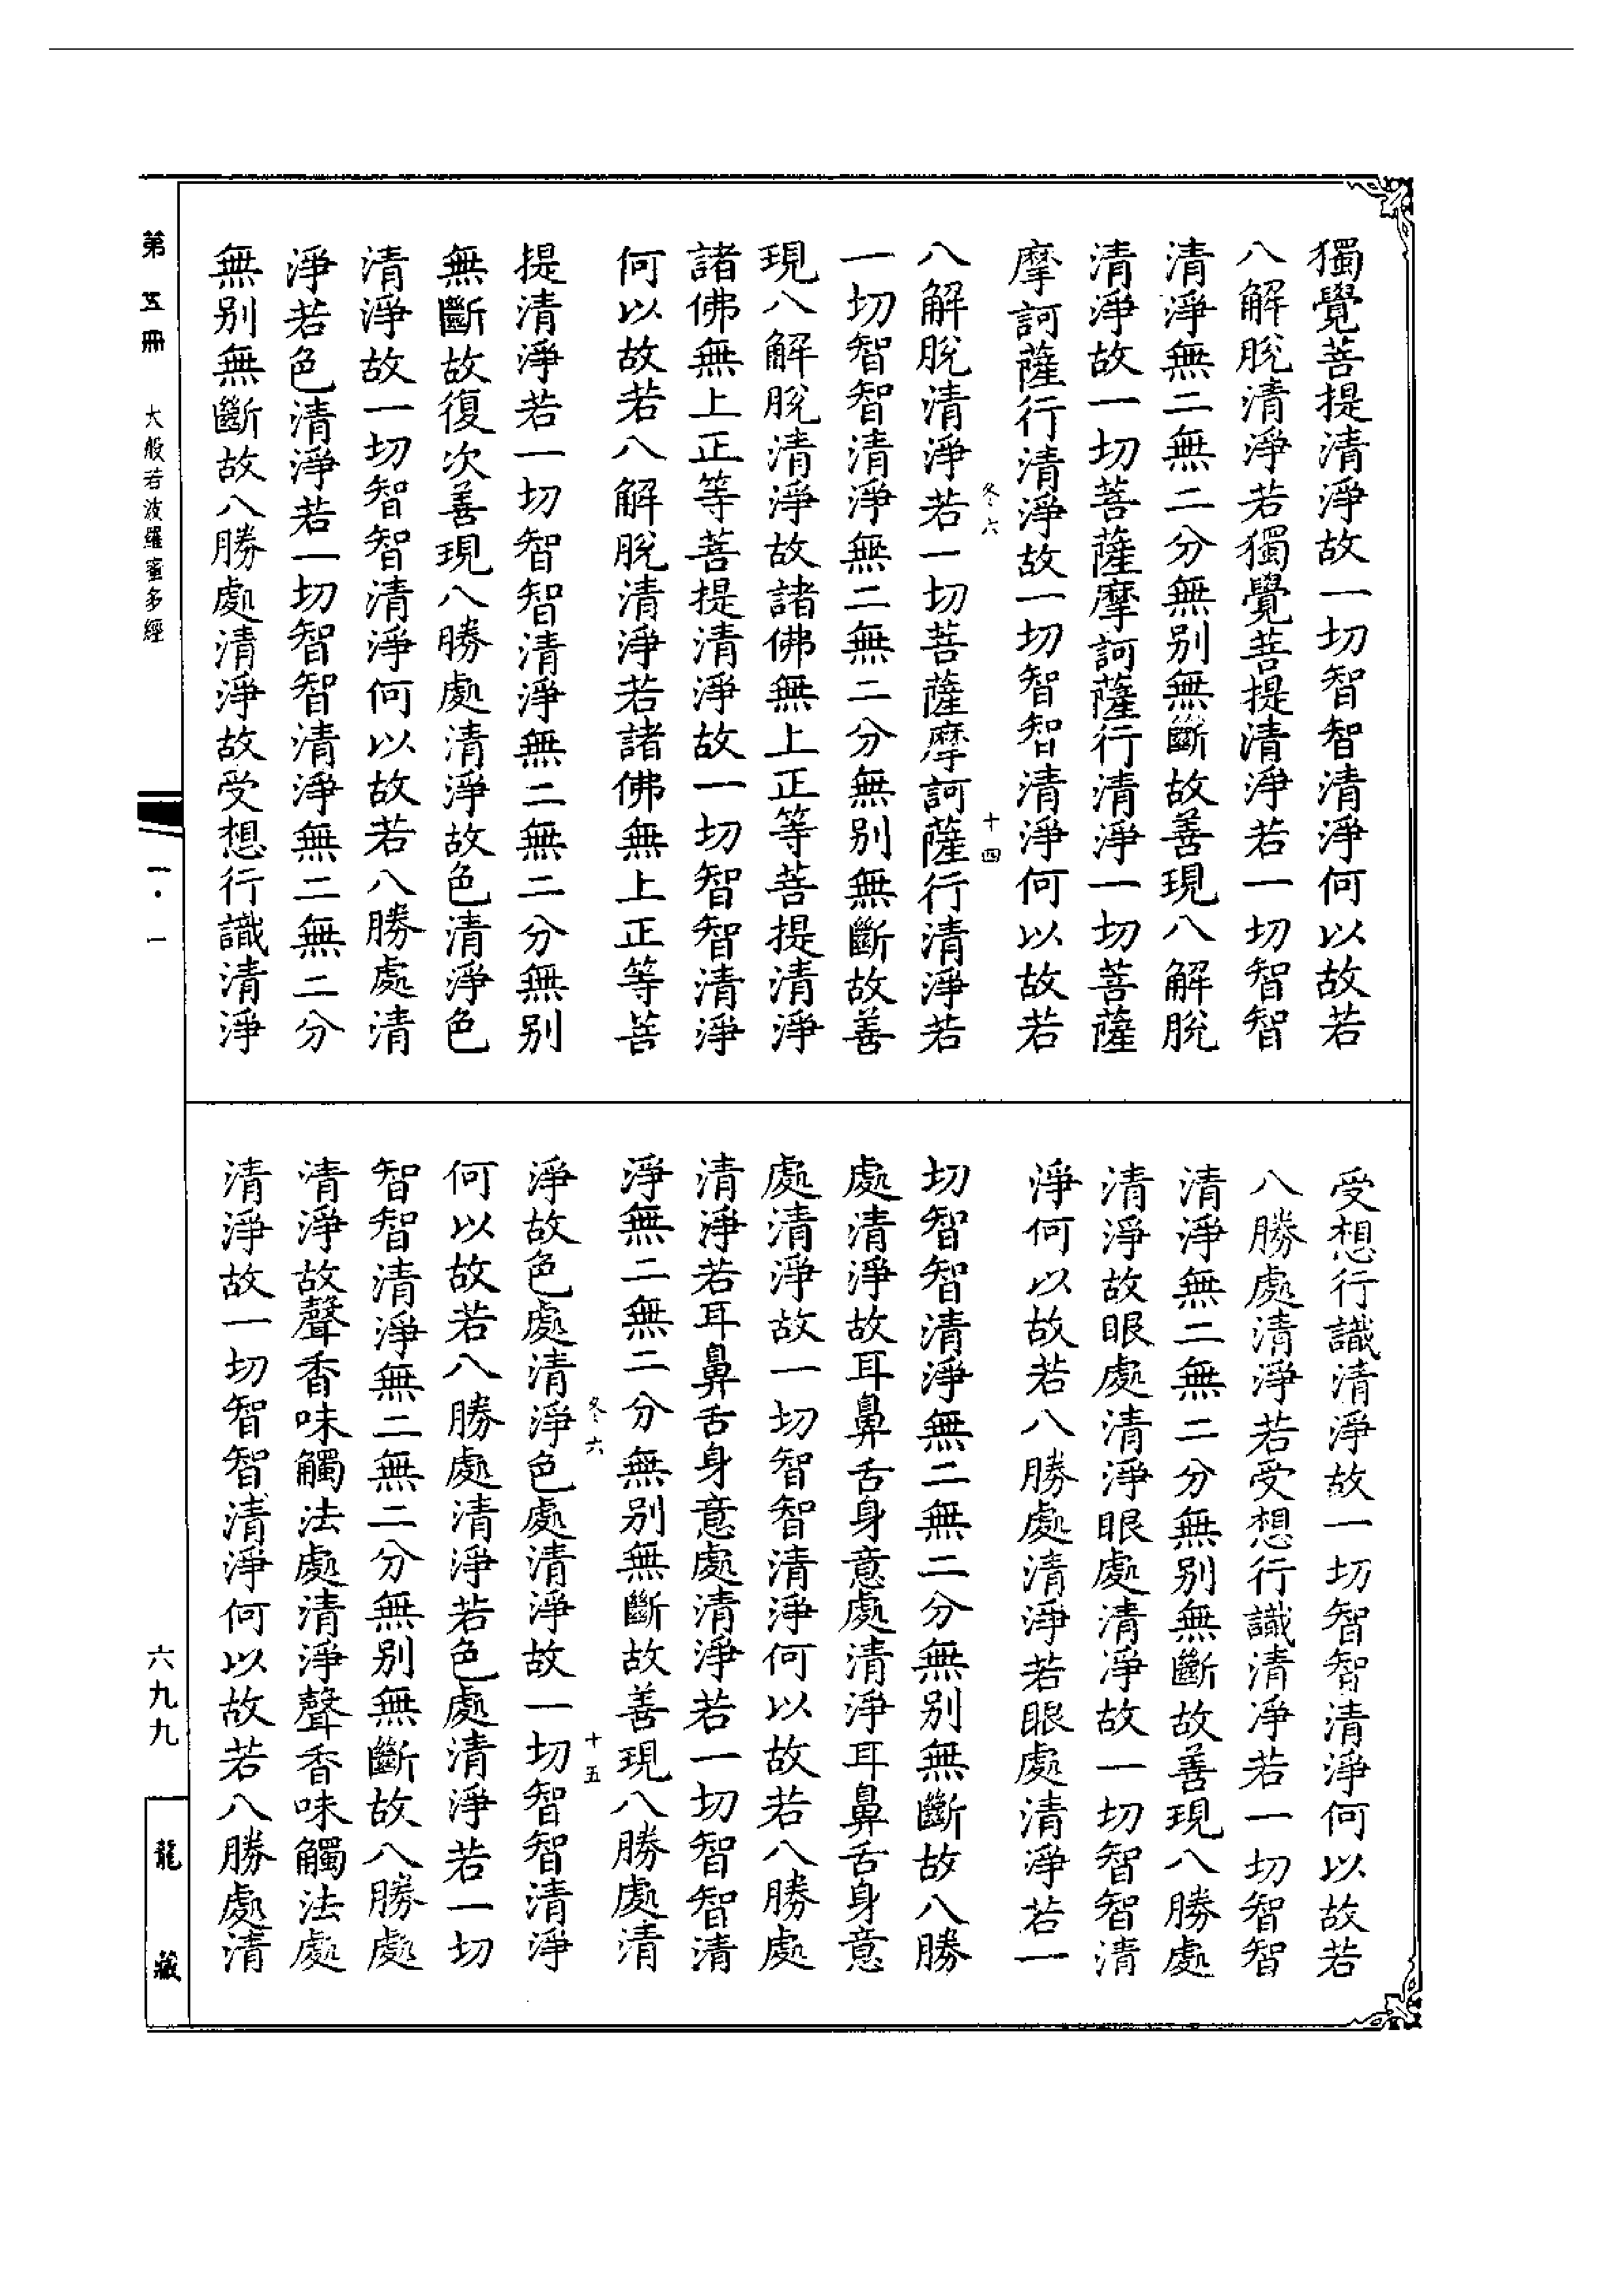 獨覺菩提清淨故一切智智清淨何以故若
八解脫清淨若獨覺菩提清淨若一切智智
清淨無二無二分無別無斷故善現八解脫
清淨故一切菩薩摩訶薩行清淨一切菩薩
摩訶薩行清淨故一切智智清淨何以故若
冬六 十四
八解脫清淨若一切菩薩摩訶薩行清淨若
一切智智清淨無二無二分無別無斷故善
現八解脫清淨故諸佛無上正等菩提清淨
諸佛無上正等菩提清淨故一切智智清淨
何以故若八解脫清淨若諸佛無上正等菩
提清淨若一切智智清淨無二無二分無別
無斷故復次善現八勝處清淨故色清淨色
清淨故一切智智清淨何以故若八勝處清
淨若色清淨若一切智智清淨無二無二分
無別無斷故八勝處清淨故受想行識清淨
受想行識清淨故一切智智清淨何以故若
八勝處清淨若受想行識清淨若一切智智
清淨無二無二分無別無斷故善現八勝處
清淨故眼處清淨眼處清淨故一切智智清
淨何以故若八勝處清淨若眼處清淨若一
切智智清淨無二無二分無別無斷故八勝
處清淨故耳鼻舌身意處清淨耳鼻舌身意
處清淨故一切智智清淨何以故若八勝處
清淨若耳鼻舌身意處清淨若一切智智清
淨無二無二分無別無斷故善現八勝處清
冬六 十五
淨故色處清淨色處清淨故一切智智清淨
何以故若八勝處清淨若色處清淨若一切
智智清淨無二無二分無別無斷故八勝處
清淨故聲香味觸法處清淨聲香味觸法處
清淨故一切智智清淨何以故若八勝處清
第五冊 大般若波羅蜜多經
一·一
六九九
龍藏